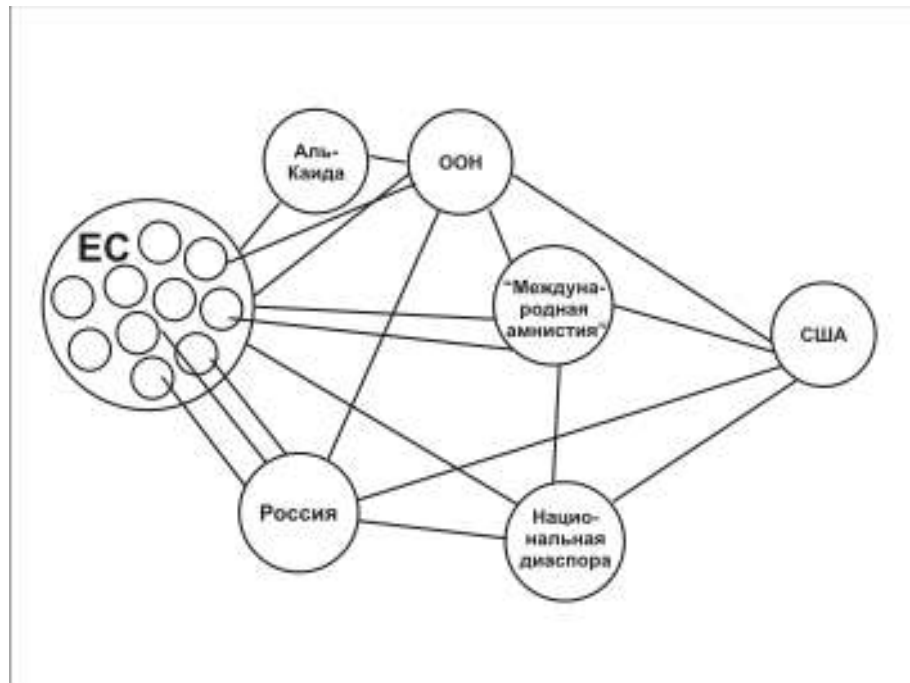 Аль-
Каида
ООН
ЕС
"Междуна-
родная
амнистия"
США
Россия
Нацио-
нальная
диаспора